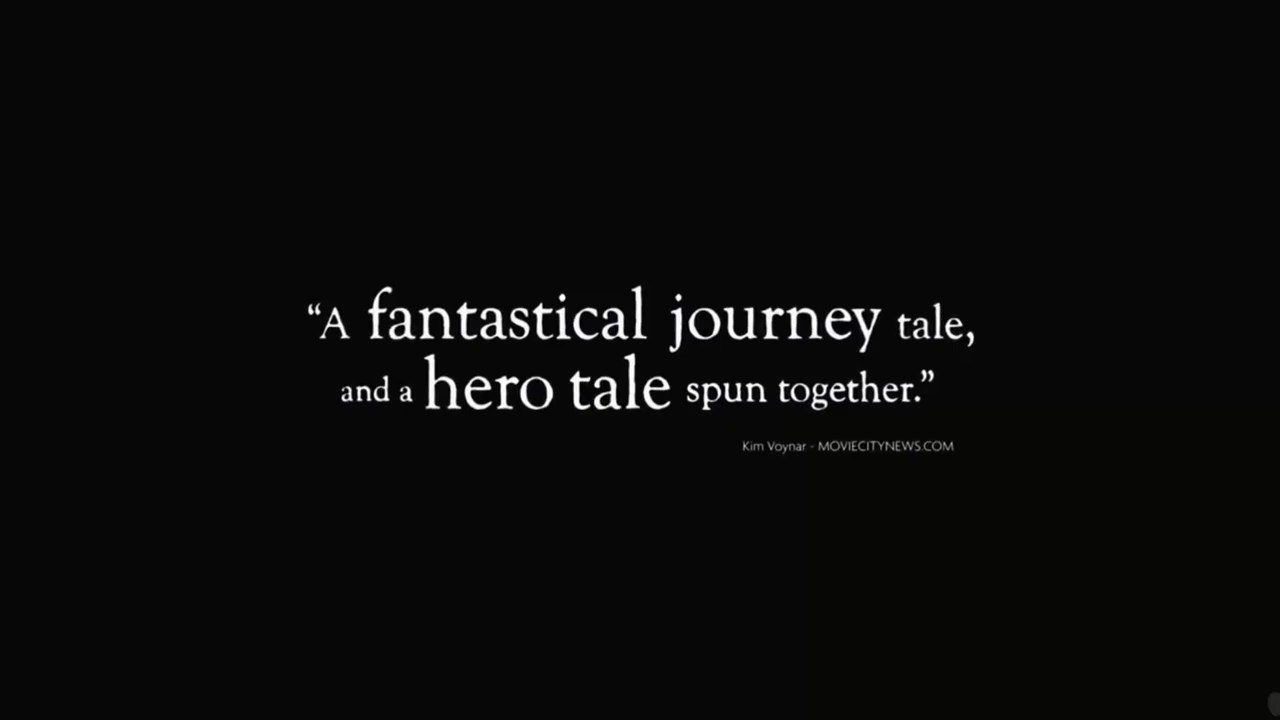 “A fantastical journey tale,
and a hero tale spun together.”
Kim Voynar - MOVIECITYNEWS.COM